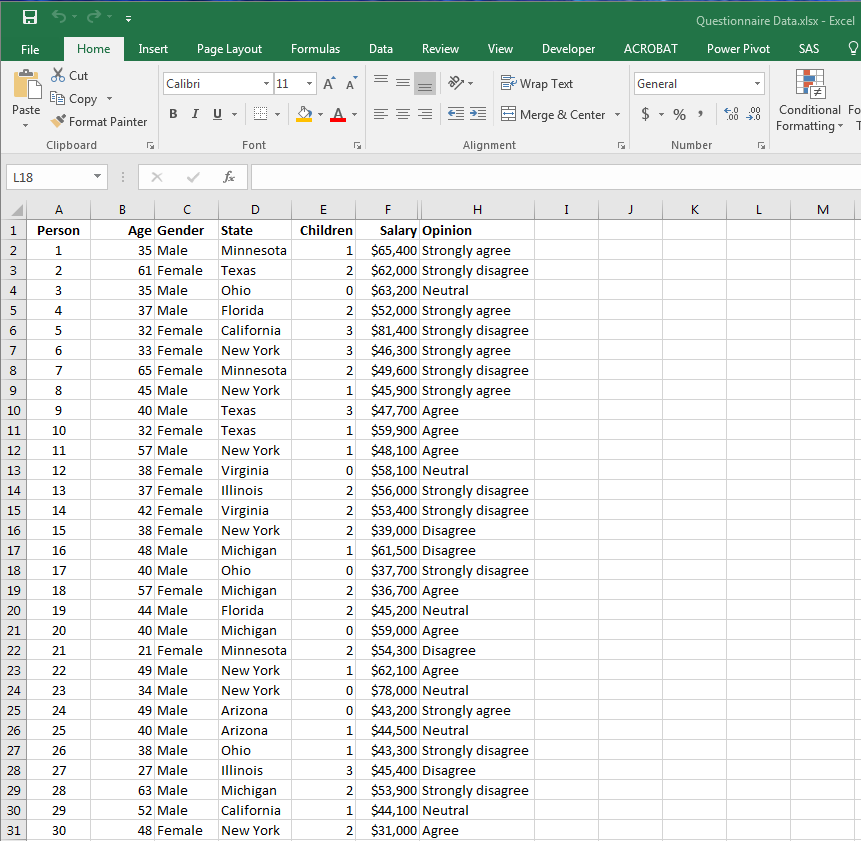 Questionnaire Data.xlsx - Excel
File Home Insert Page Layout Formulas Data Review View Developer ACROBAT Power Pivot SAS
Cut Calibri 11 A A Wrap Text General
Paste Copy Conditional
Format Painter B I U A Merge & Center $ % , .00 Formatting
Clipboard Font Alignment Number
L18 fx
A B C D E F H I J K L M
1 Person Age Gender State Children Salary Opinion
2 1 35 Male Minnesota 1 $65,400 Strongly agree
3 2 61 Female Texas 2 $62,000 Strongly disagree
4 3 35 Male Ohio 0 $63,200 Neutral
5 4 37 Male Florida 2 $52,000 Strongly agree
6 5 32 Female California 3 $81,400 Strongly disagree
7 6 33 Female New York 3 $46,300 Strongly agree
8 7 65 Female Minnesota 2 $49,600 Strongly disagree
9 8 45 Male New York 1 $45,900 Strongly agree
10 9 40 Male Texas 3 $47,700 Agree
11 10 32 Female Texas 1 $59,900 Agree
12 11 57 Male New York 1 $48,100 Agree
13 12 38 Female Virginia 0 $58,100 Neutral
14 13 37 Female Illinois 2 $56,000 Strongly disagree
15 14 42 Female Virginia 2 $53,400 Strongly disagree
16 15 38 Female New York 2 $39,000 Disagree
17 16 48 Male Michigan 1 $61,500 Disagree
18 17 40 Male Ohio 0 $37,700 Strongly disagree
19 18 57 Female Michigan 2 $36,700 Agree
20 19 44 Male Florida 2 $45,200 Neutral
21 20 40 Male Michigan 0 $59,000 Agree
22 21 21 Female Minnesota 2 $54,300 Disagree
23 22 49 Male New York 1 $62,100 Agree
24 23 34 Male New York 0 $78,000 Neutral
25 24 49 Male Arizona 0 $43,200 Strongly agree
26 25 40 Male Arizona 1 $44,500 Neutral
27 26 38 Male Ohio 1 $43,300 Strongly disagree
28 27 27 Male Illinois 3 $45,400 Disagree
29 28 63 Male Michigan 2 $53,900 Strongly disagree
30 29 52 Male California 1 $44,100 Neutral
31 30 48 Female New York 2 $31,000 Agree